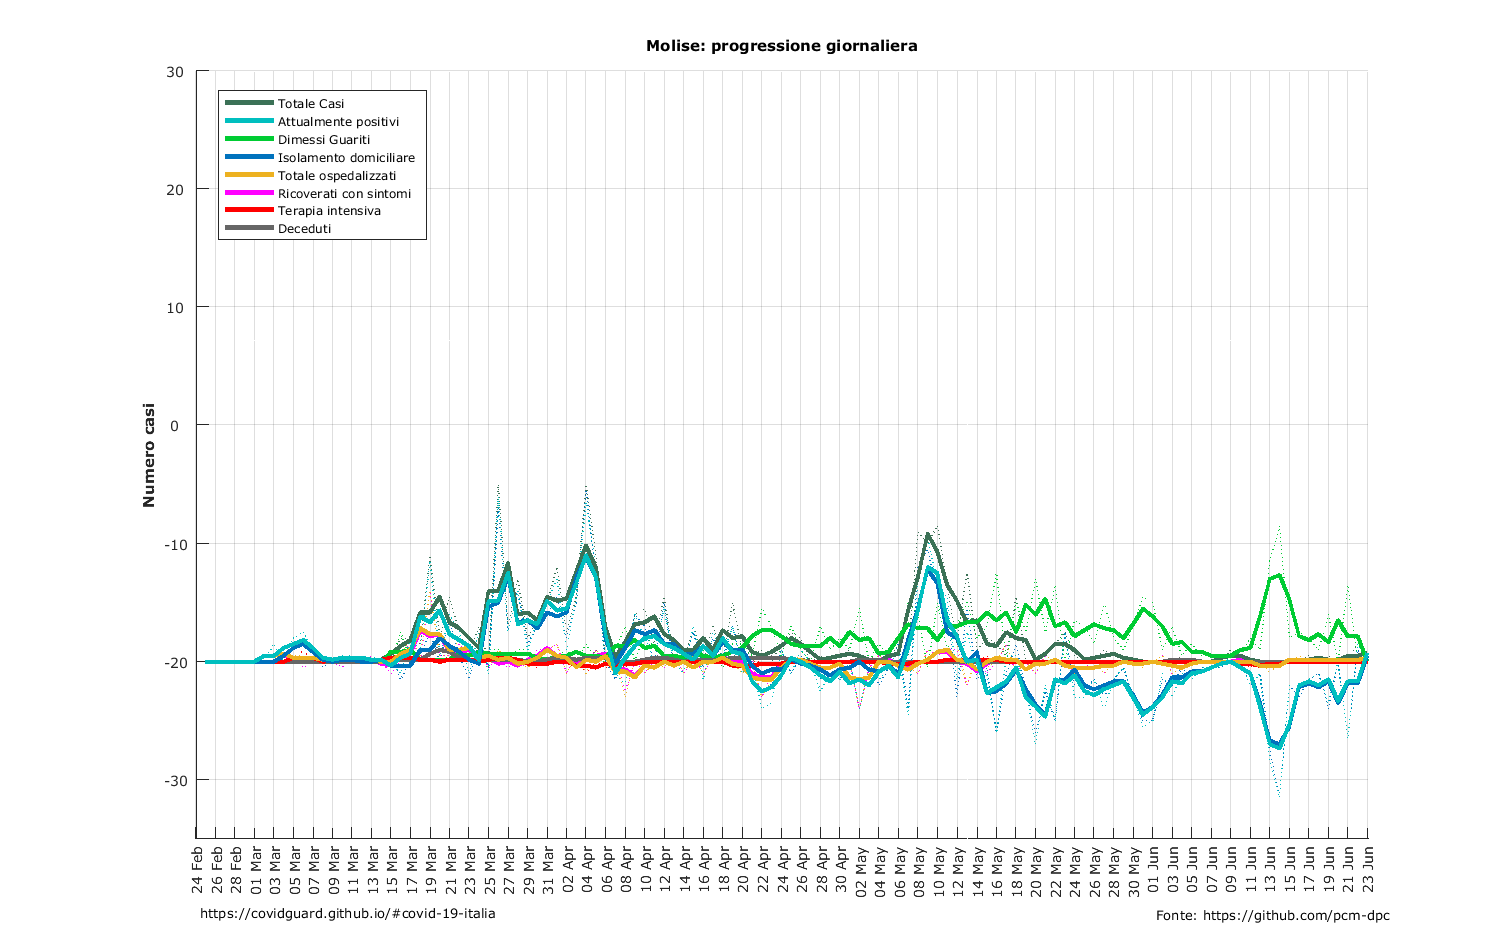 Molise: progressione giornaliera
30
20
10
0
-10
-20
-30
Numero casi
Totale Casi
Attualmente positivi
Dimessi Guariti
Isolamento domiciliare
Totale ospedalizzati
Ricoverati con sintomi
Terapia intensiva
Deceduti
24 Feb
26 Feb
28 Feb
01 Mar
03 Mar
05 Mar
07 Mar
09 Mar
11 Mar
13 Mar
15 Mar
17 Mar
19 Mar
21 Mar
23 Mar
25 Mar
27 Mar
29 Mar
31 Mar
02 Apr
04 Apr
06 Apr
08 Apr
10 Apr
12 Apr
14 Apr
16 Apr
18 Apr
20 Apr
22 Apr
24 Apr
26 Apr
28 Apr
30 Apr
02 May
04 May
06 May
08 May
10 May
12 May
14 May
16 May
18 May
20 May
22 May
24 May
26 May
28 May
30 May
01 Jun
03 Jun
05 Jun
07 Jun
09 Jun
11 Jun
13 Jun
15 Jun
17 Jun
19 Jun
21 Jun
23 Jun
https://covidguard.github.io/#covid-19-italia
Fonte: https://github.com/pcm-dpc